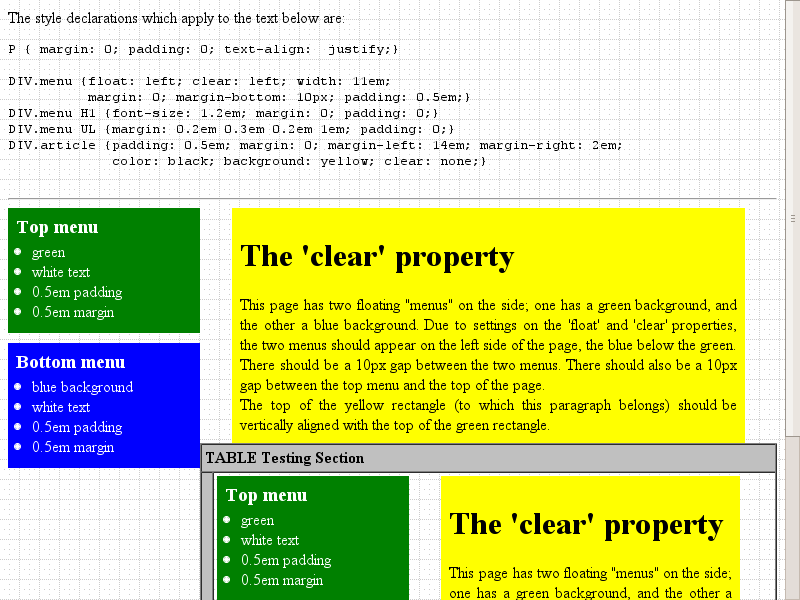 The style declarations which apply to the text below are:
P { margin: 0; padding: 0; text-align:  justify;}
DIV.menu {float: left; clear: left; width: 11em;
          margin: 0; margin-bottom: 10px; padding: 0.5em;}
DIV.menu H1 {font-size: 1.2em; margin: 0; padding: 0;}
DIV.menu UL {margin: 0.2em 0.3em 0.2em 1em; padding: 0;}
DIV.article {padding: 0.5em; margin: 0; margin-left: 14em; margin-right: 2em;
             color: black; background: yellow; clear: none;}
Top menu
green
white text
0.5em padding
0.5em margin
Bottom menu
blue background
white text
0.5em padding
0.5em margin
The 'clear' property
This page has two floating "menus" on the side; one has a green background, and
the other a blue background. Due to settings on the 'float' and 'clear' properties,
the two menus should appear on the left side of the page, the blue below the green.
There should be a 10px gap between the two menus. There should also be a 10px
gap between the top menu and the top of the page.
The top of the yellow rectangle (to which this paragraph belongs) should be
vertically aligned with the top of the green rectangle.
TABLE Testing Section
Top menu
green
white text
0.5em padding
0.5em margin
The 'clear' property
This page has two floating "menus" on the side;
one has a green background, and the other a